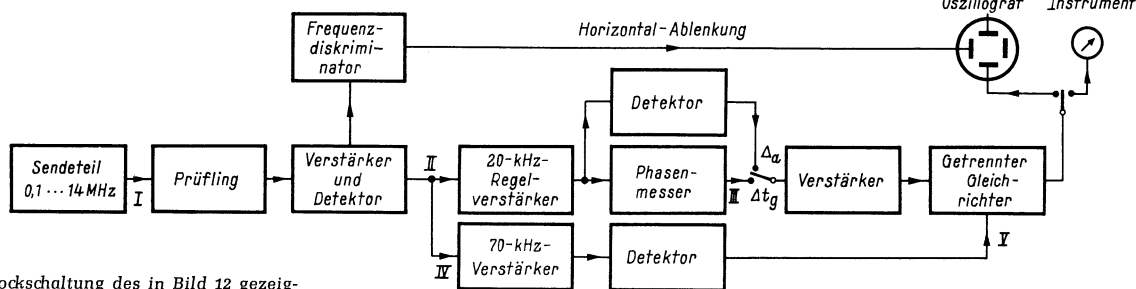 Oszillograf
Instrument
Frequenz-
diskrimi-
nator
Horizontal-Ablenkung
Detektor
Sendeteil
0,1 ··· 14 MHz
I
Prüfling
Verstärker
und
Detektor
II
20-kHz-
Regel-
verstärker
Phasen-
messer
III
Δa
Δtg
Verstärker
Getrennter
Gleich-
richter
IV
70-kHz-
Verstärker
Detektor
V
ockschaltung des in Bild 12 gezeig-